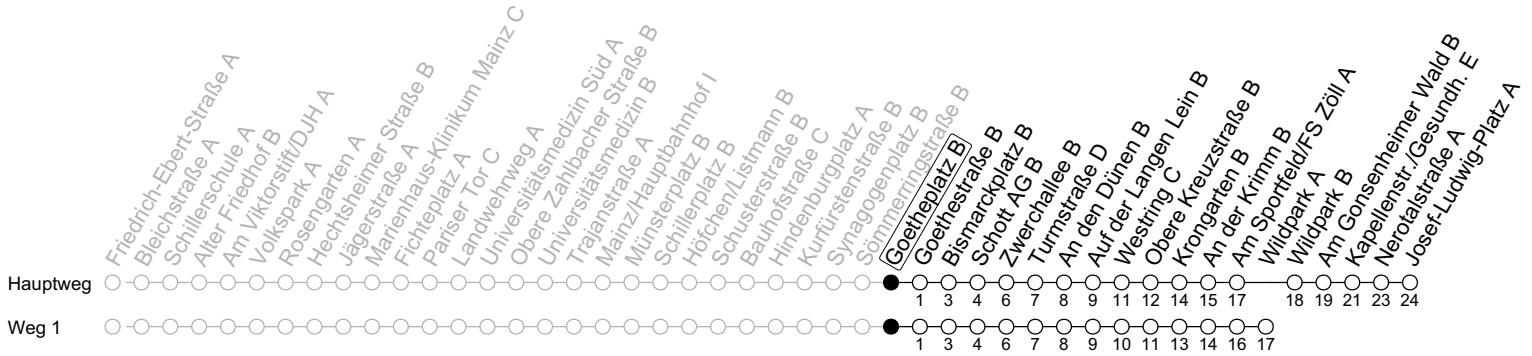 Friedrich-Ebert-Straße A
Bleichstraße A
Schillerschule A
Alter Friedhof B
Am Viktorstift/DJH A
Volkspark A
Rosengarten A
Hechtsheimer Straße B
Jägerstraße A
Marienhaus-Klinikum Mainz C
Fichteplatz A
Pariser Tor C
Landwehrweg A
Universitätsmedizin Süd A
Obere Zahlbacher Straße B
Universitätsmedizin B
Trajanstraße A
Mainz/Hauptbahnhof I
Münsterplatz B
Schillerplatz B
Höfchen/Listmann B
Schusterstraße B
Bauhofstraße C
Hindenburgplatz A
Kurfürstenstraße B
Synagogenplatz B
Sömmerringstraße B
Goetheplatz B
Goethestraße B
Bismarckplatz B
Schott AG B
Zwerchallee B
Turmstraße D
An den Dünen B
Auf der Langen Lein B
Westring C
Obere Kreuzstraße B
Krongarten B
An der Krimm B
Am Sportfeld/FS Zöll A
Wildpark A
Wildpark B
Am Gonsenheimer Wald B
Kapellenstr./Gesundh. E
Nerotalstraße A
Josef-Ludwig-Platz A
Hauptweg
1 3 4 6 7 8 9 11 12 14 15 17 18 19 21 23 24
Weg 1
1 3 4 6 7 8 9 10 11 13 14 16 17